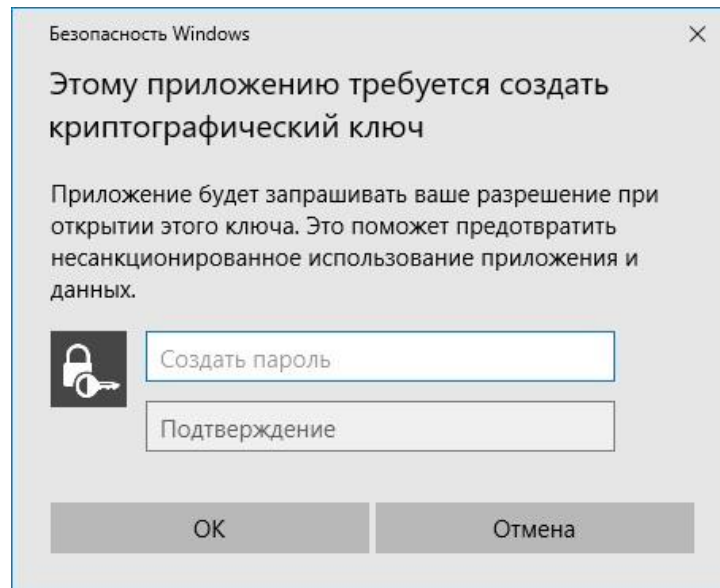 Безопасность Windows
Этому приложению требуется создать
криптографический ключ
Приложение будет запрашивать ваше разрешение при
открытии этого ключа. Это поможет предотвратить
несанкционированное использование приложения и
данных.
Создать пароль
Подтверждение
ОК
Отмена